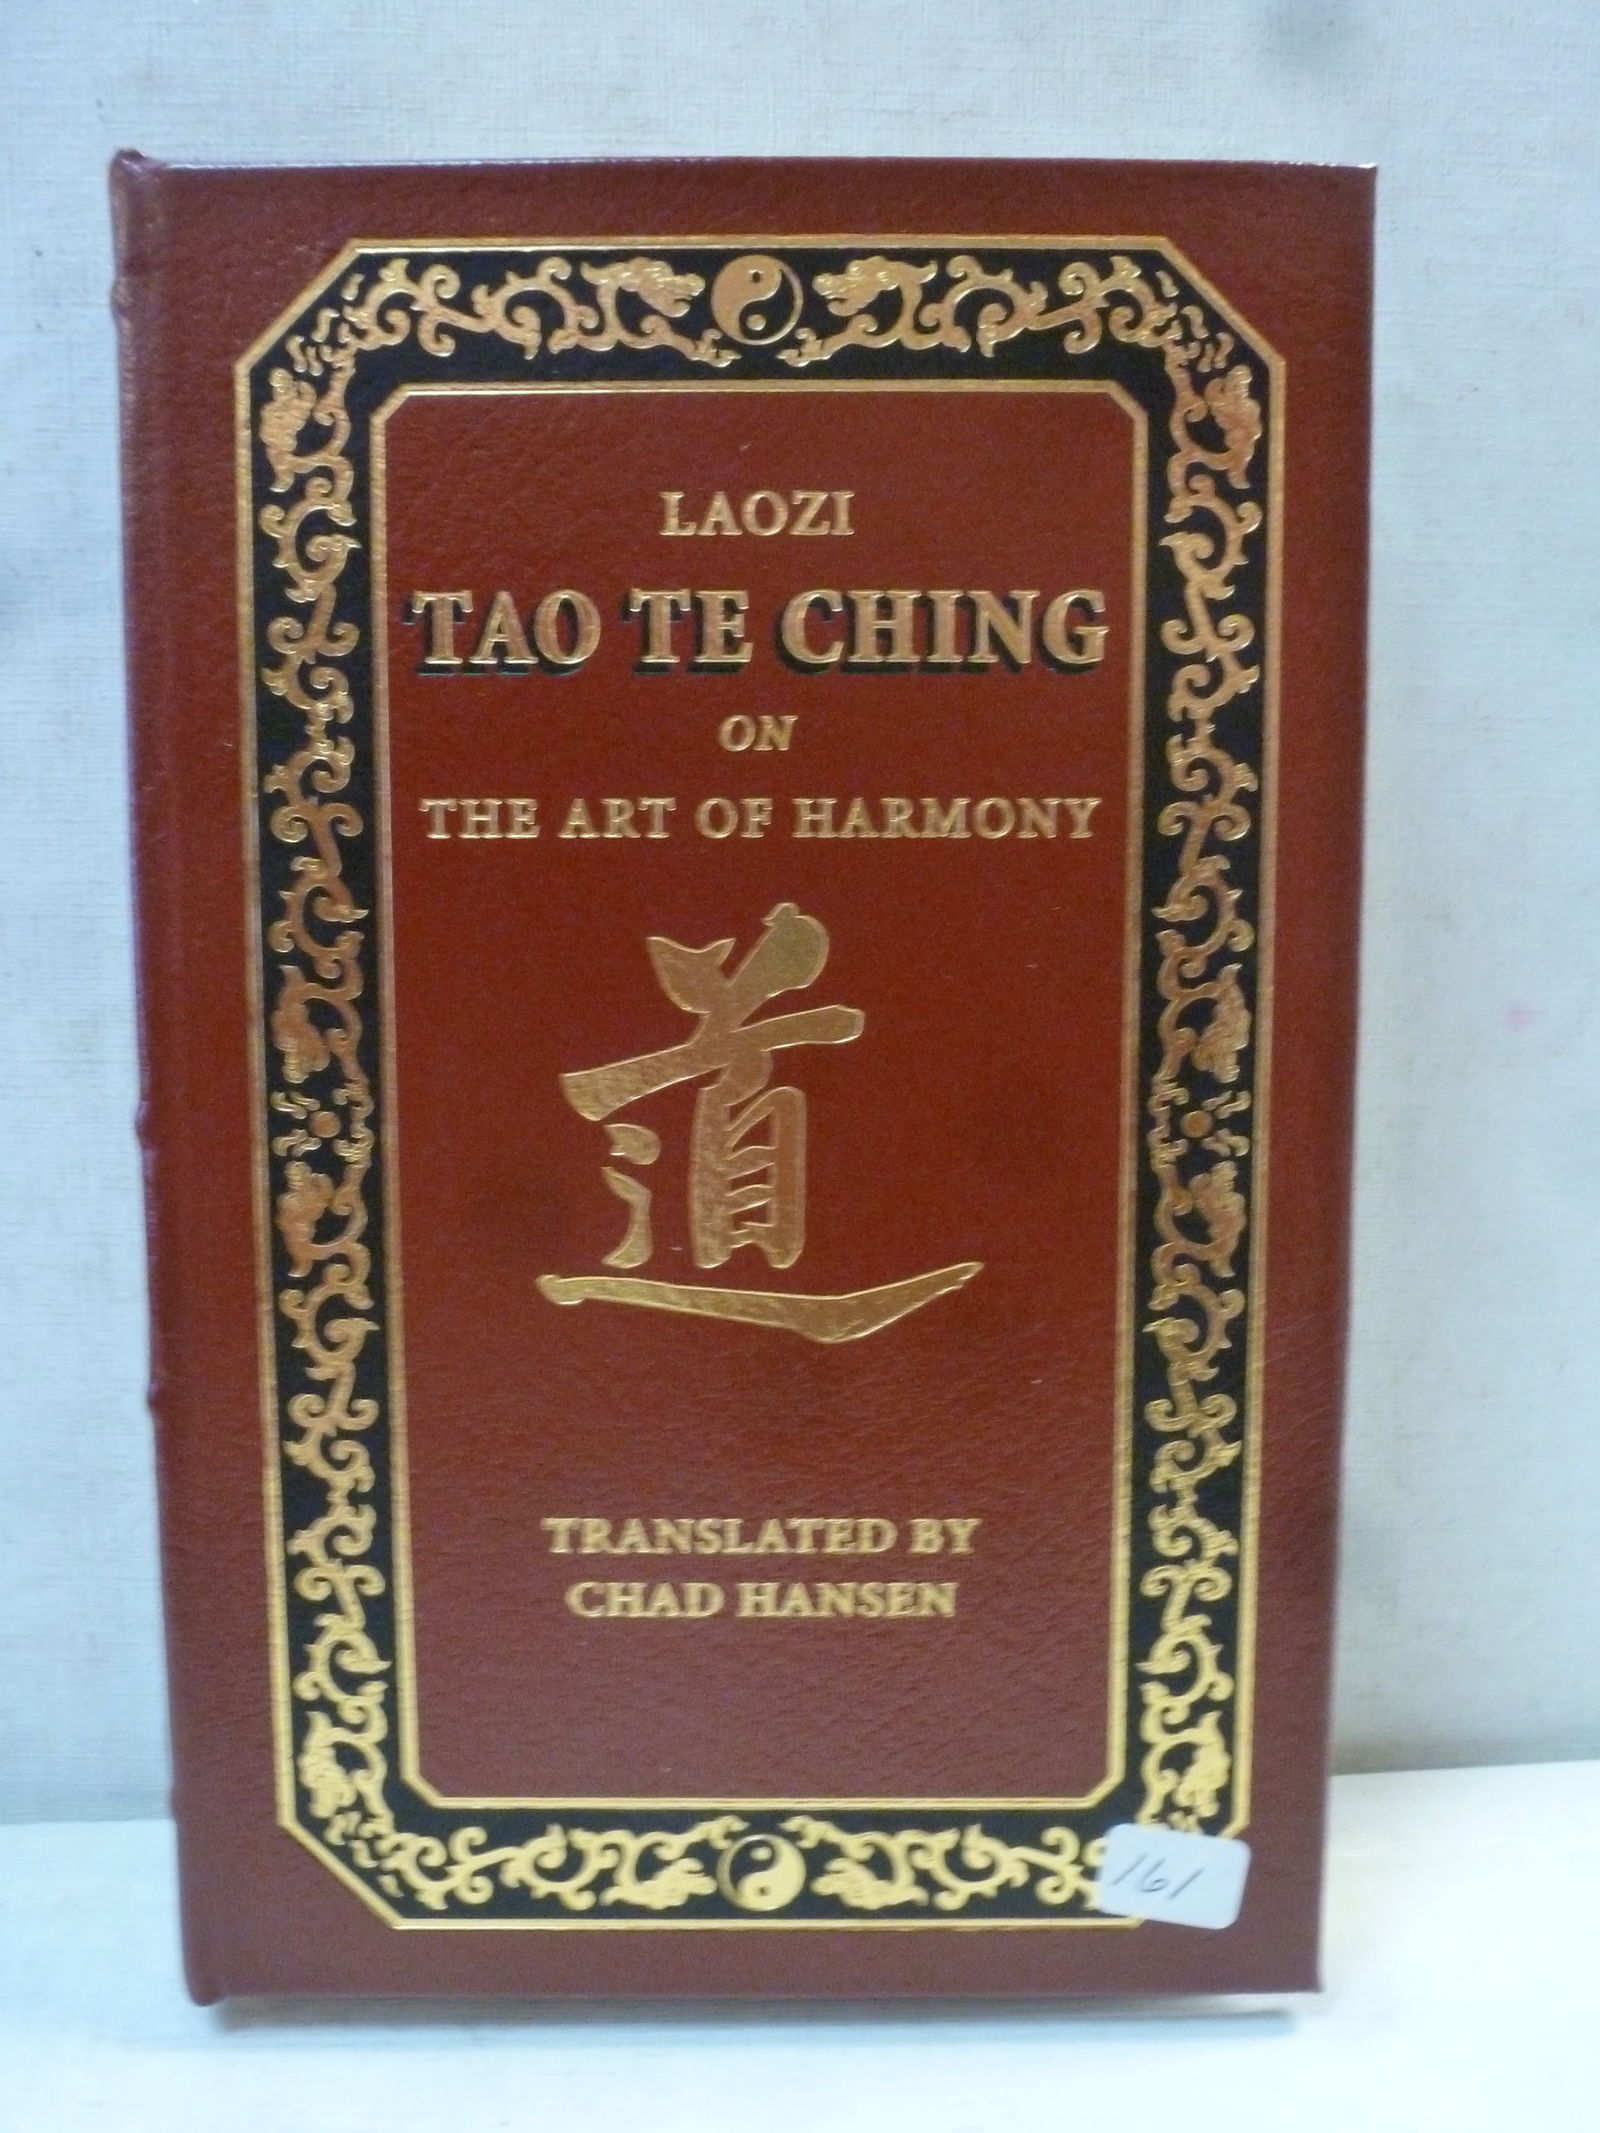 LAOZI
TAO TE CHING
ON
THE ART OF HARMONY
道
TRANSLATED BY
CHAD HANSEN
161